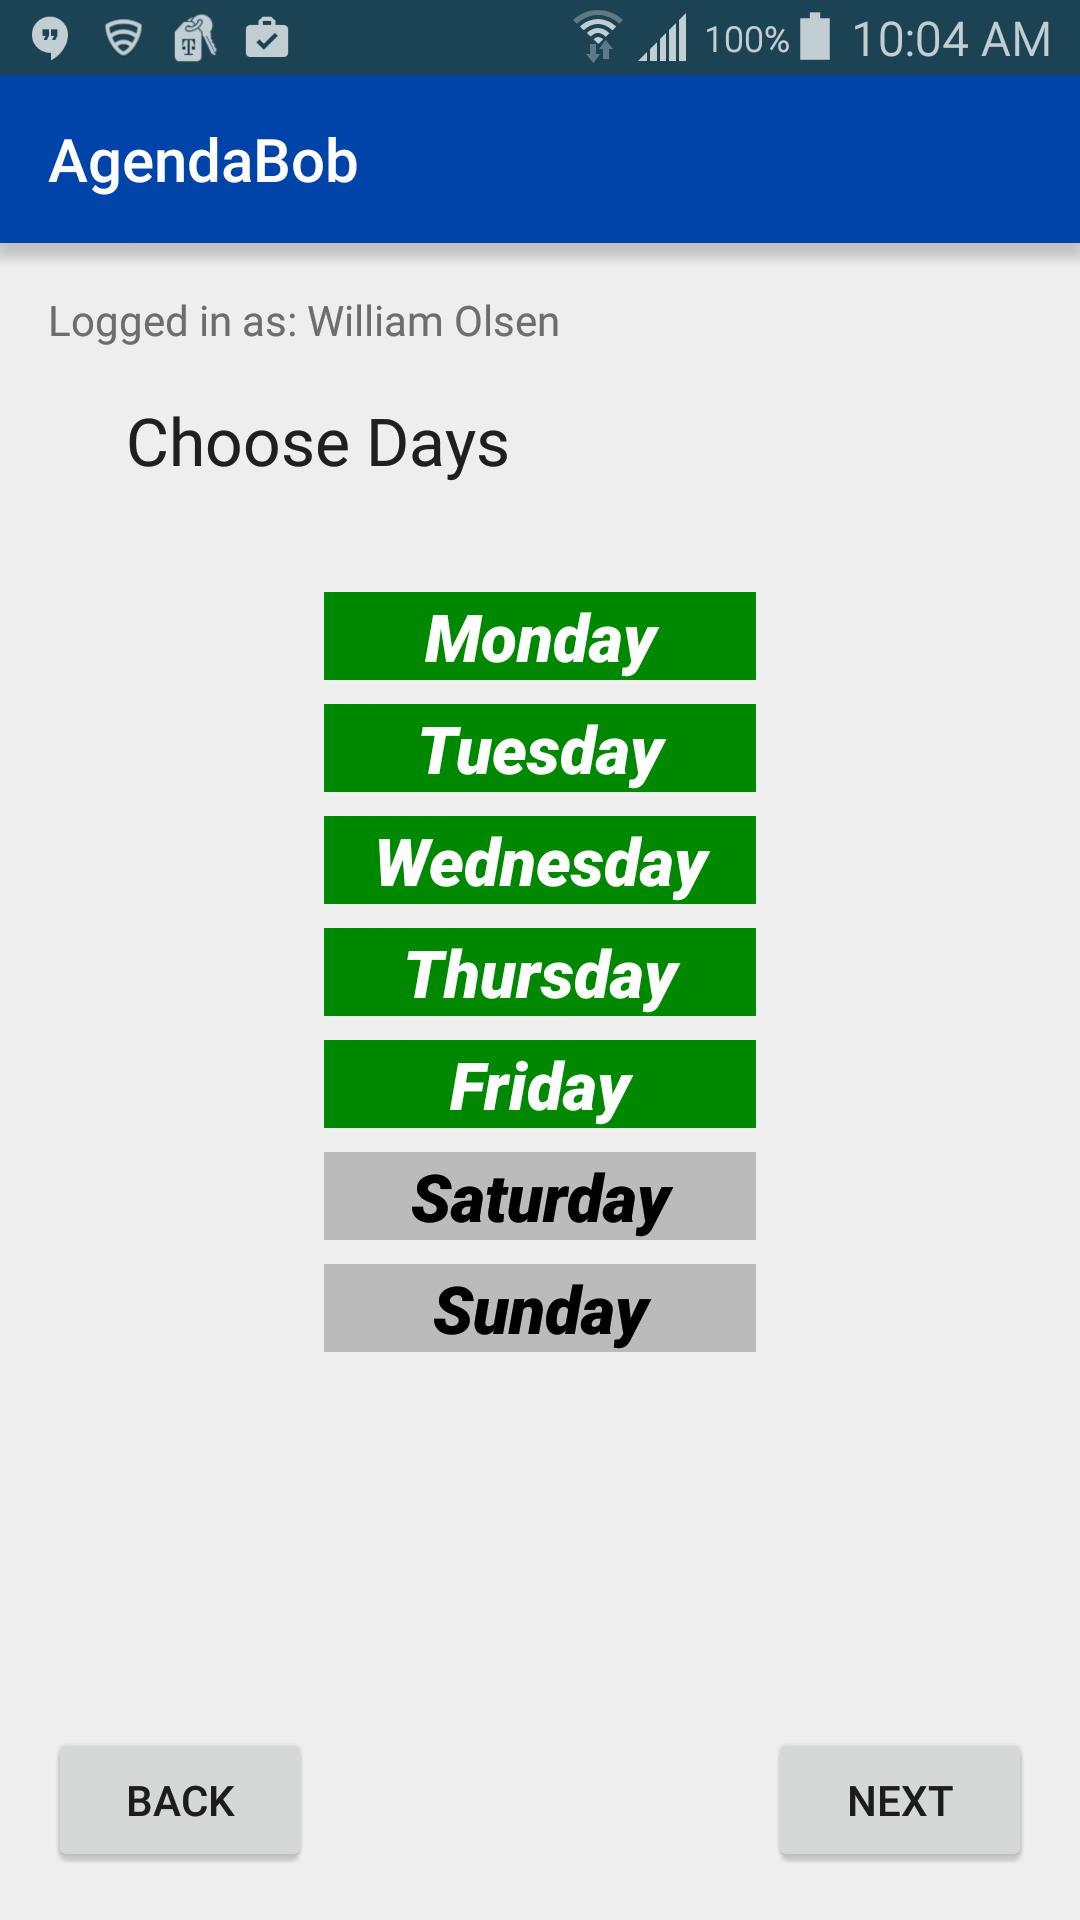 100% 10:04 AM
AgendaBob
Logged in as: William Olsen
Choose Days
Monday
Tuesday
Wednesday
Thursday
Friday
Saturday
Sunday
BACK NEXT